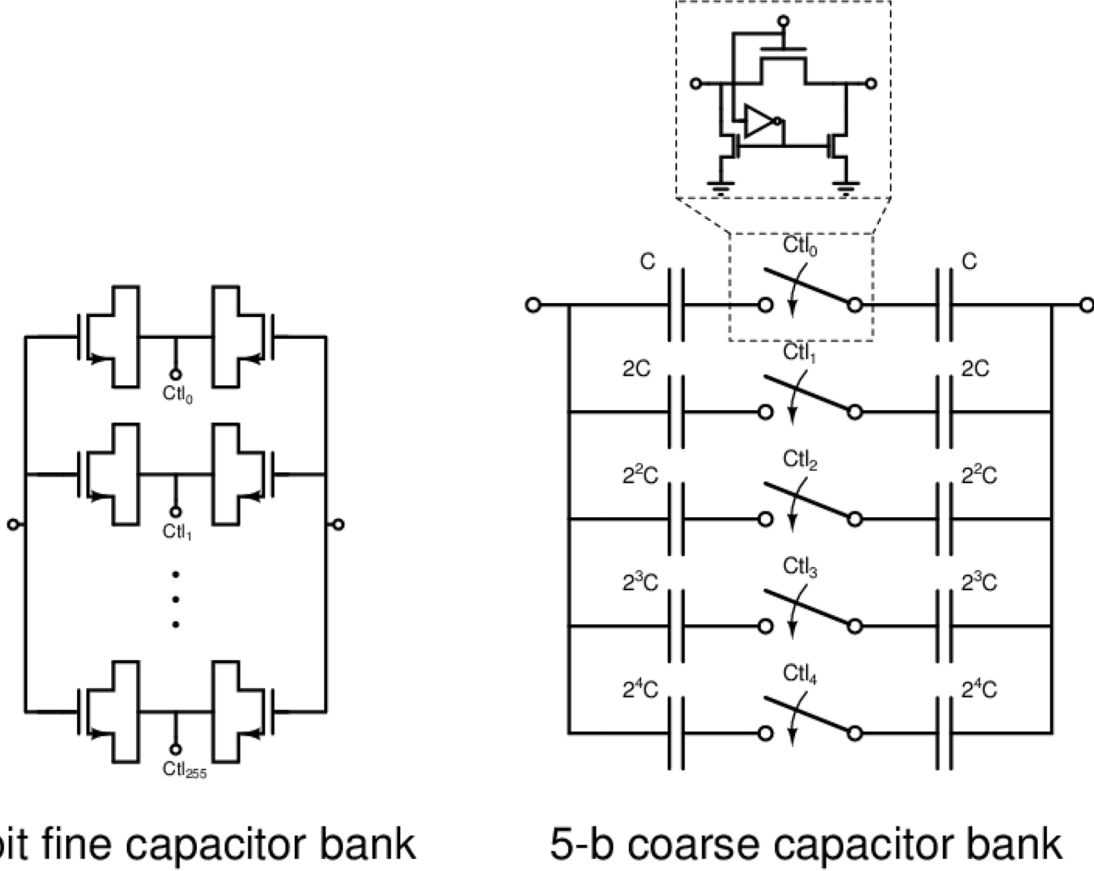 Ctl₀
C C
Ctl₁
2C 2C
Ctl₂
2²C 2²C
Ctl₃
2³C 2³C
Ctl₄
2⁴C 2⁴C
Ctl₀
Ctl₁
Ctl₂₅₅
fine capacitor bank
5-b coarse capacitor bank